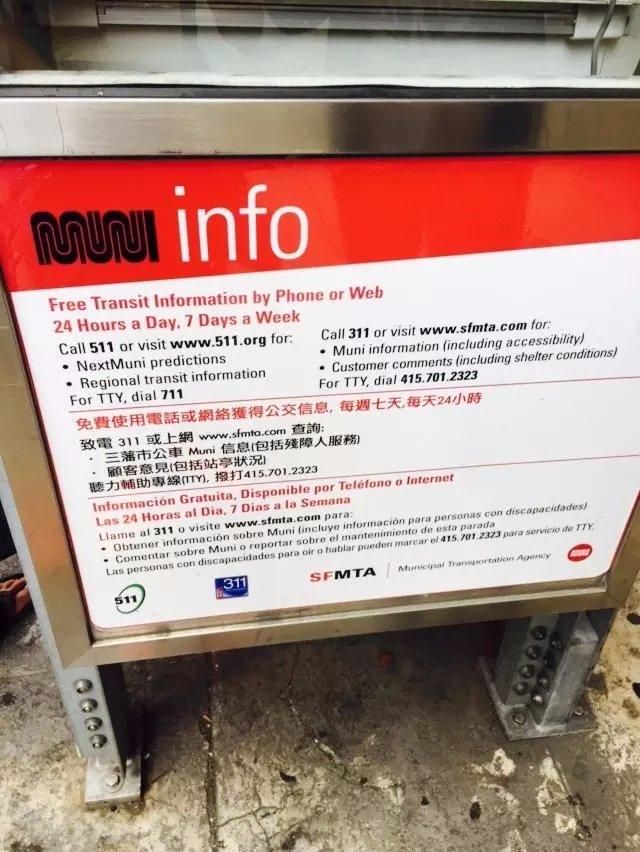 MUNI info
Free Transit Information by Phone or Web
24 Hours a Day, 7 Days a Week
Call 511 or visit www.511.org for:
• NextMuni predictions
• Regional transit information
For TTY, dial 711
Call 311 or visit www.sfmta.com for:
• Muni information (including accessibility)
• Customer comments (including shelter conditions)
For TTY, dial 415.701.2323
免費使用電話或網絡獲得公交信息, 每週七天,每天24小時
致電 311 或上網 www.sfmta.com 查詢:
· 三藩市公車 Muni 信息(包括殘障人服務)
· 顧客意見(包括站亭狀況)
聽力輔助專線(TTY), 撥打415.701.2323
Información Gratuita, Disponible por Teléfono o Internet
Las 24 Horas al Dia, 7 Dias a la Semana
Llame al 311 o visite www.sfmta.com para:
• Obtener información sobre Muni (incluye información para personas con discapacidades)
• Comentar sobre Muni o reportar sobre el mantenimiento de esta parada
Las personas con discapacidades para oir o hablar pueden marcar el 415.701.2323 para servicio de TTY.
511
311
SFMTA | Municipal Transportation Agency